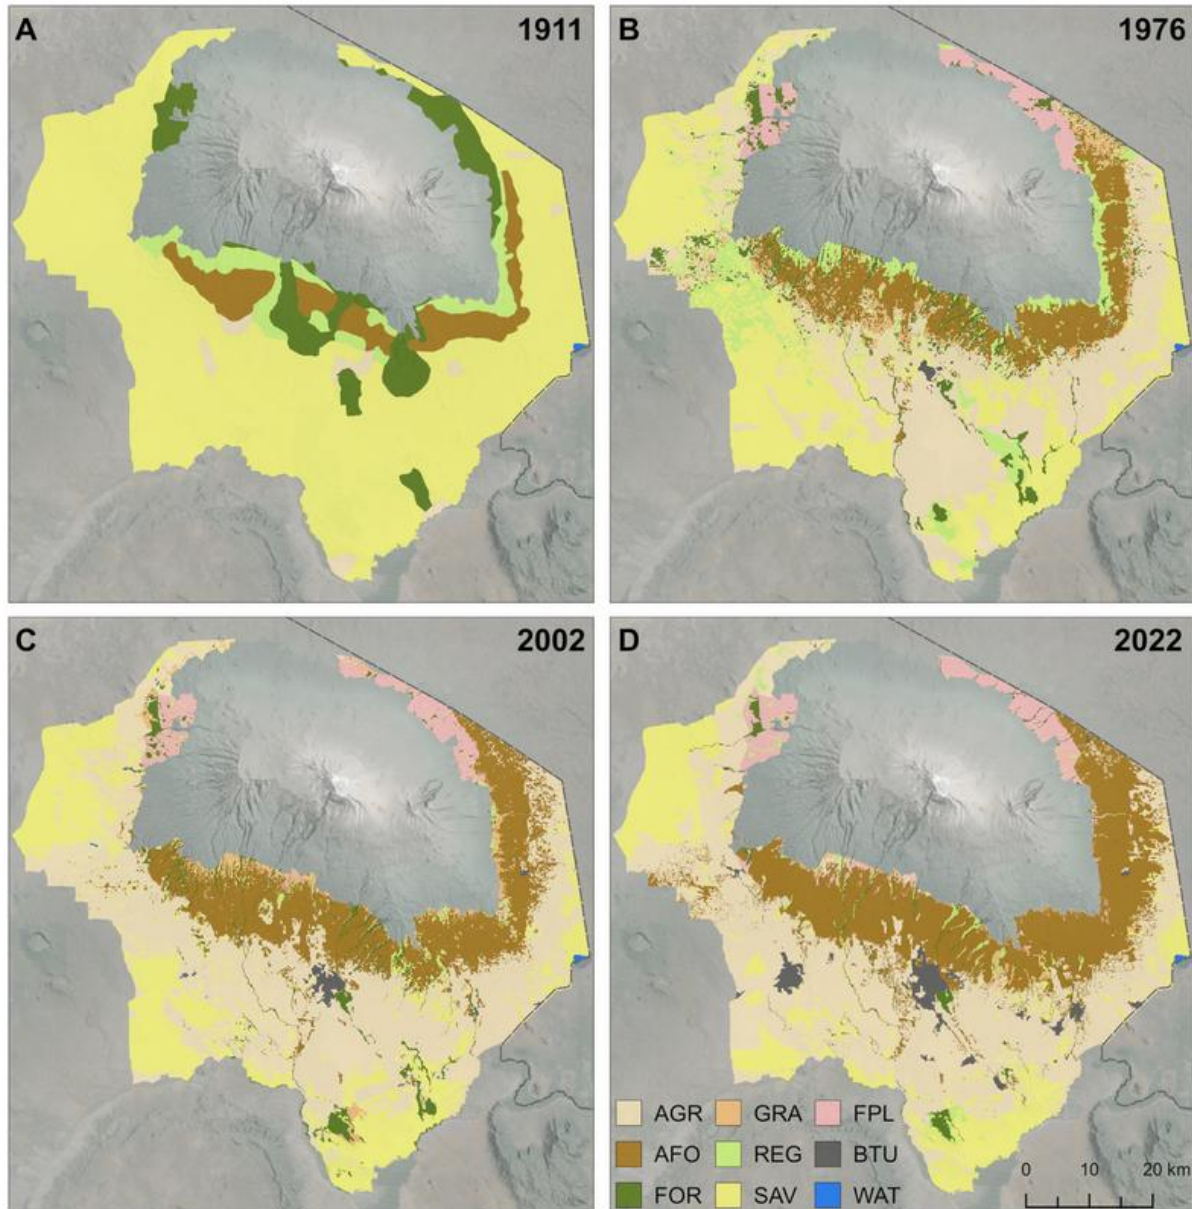 A 1911
B 1976
C 2002
D 2022
AGR GRA FPL
AFO REG BTU
FOR SAV WAT
0 10 20 km